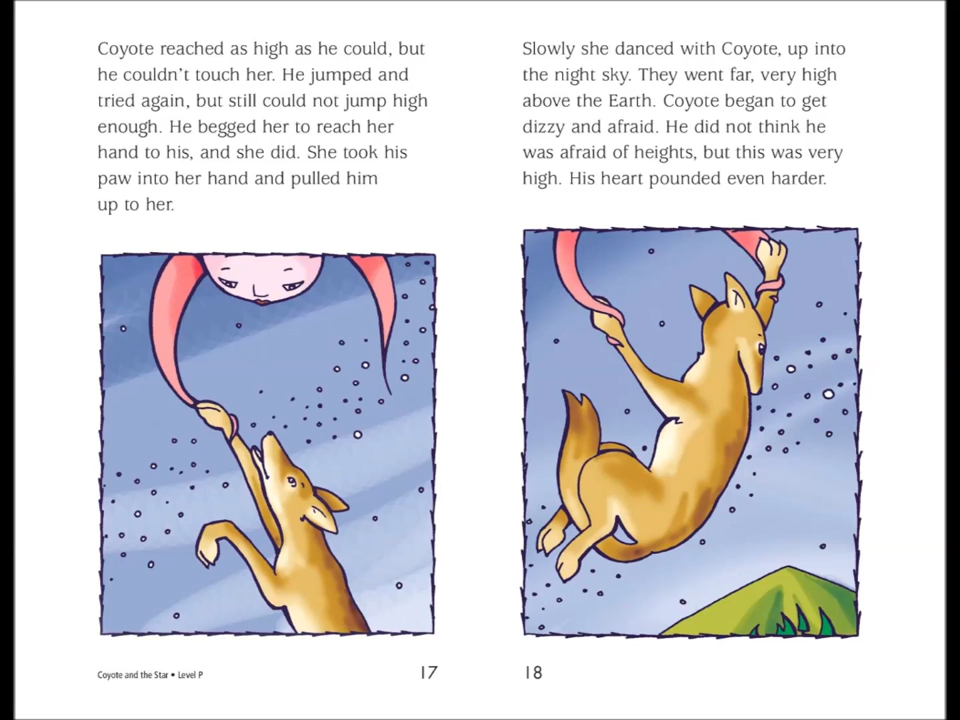 Coyote reached as high as he could, but
he couldn't touch her. He jumped and
tried again, but still could not jump high
enough. He begged her to reach her
hand to his, and she did. She took his
paw into her hand and pulled him
up to her.
Coyote and the Star • Level P
17
Slowly she danced with Coyote, up into
the night sky. They went far, very high
above the Earth. Coyote began to get
dizzy and afraid. He did not think he
was afraid of heights, but this was very
high. His heart pounded even harder.
18